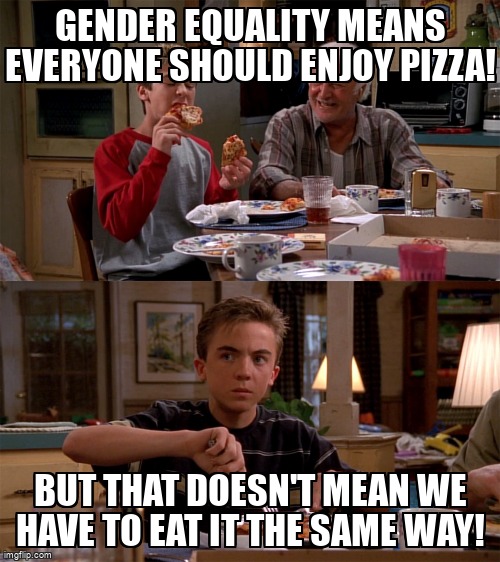 GENDER EQUALITY MEANS
EVERYONE SHOULD ENJOY PIZZA!
BUT THAT DOESN'T MEAN WE
HAVE TO EAT IT THE SAME WAY!
imgflip.com